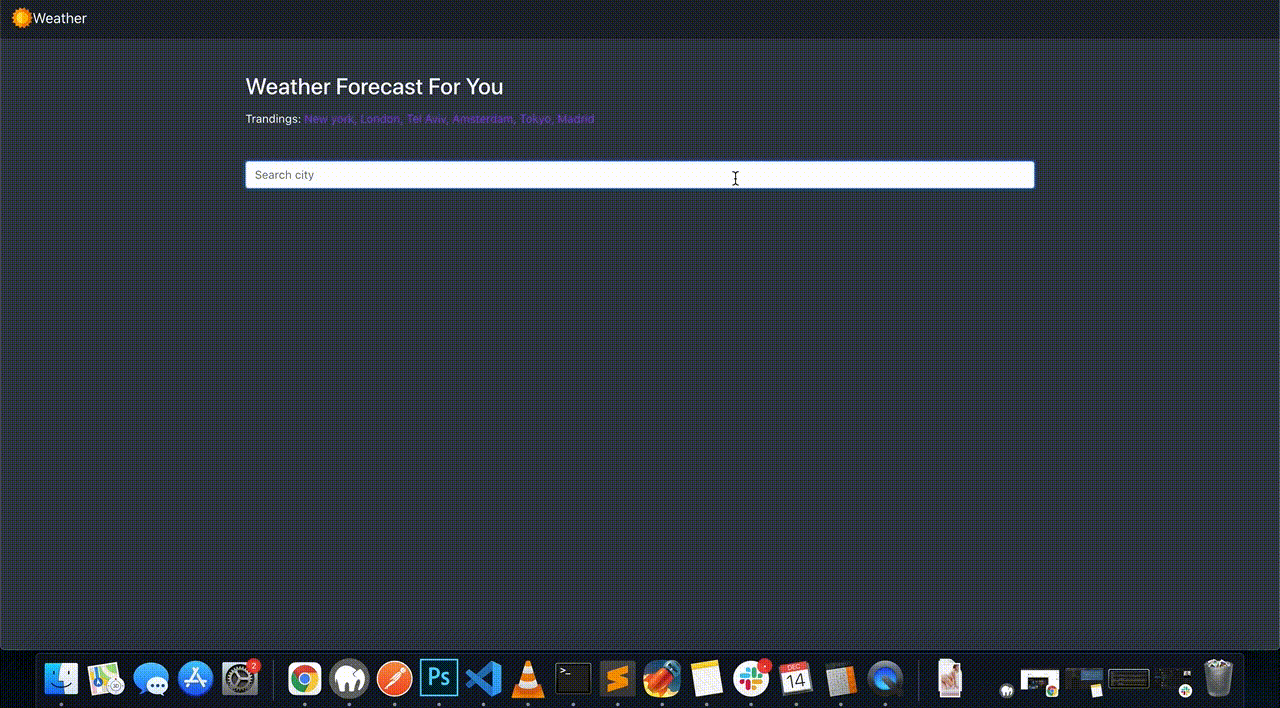 Weather
Weather Forecast For You
Trandings: New york, London, Tel Aviv, Amsterdam, Tokyo, Madrid
Search city
2
Ps
>_
DEC
14